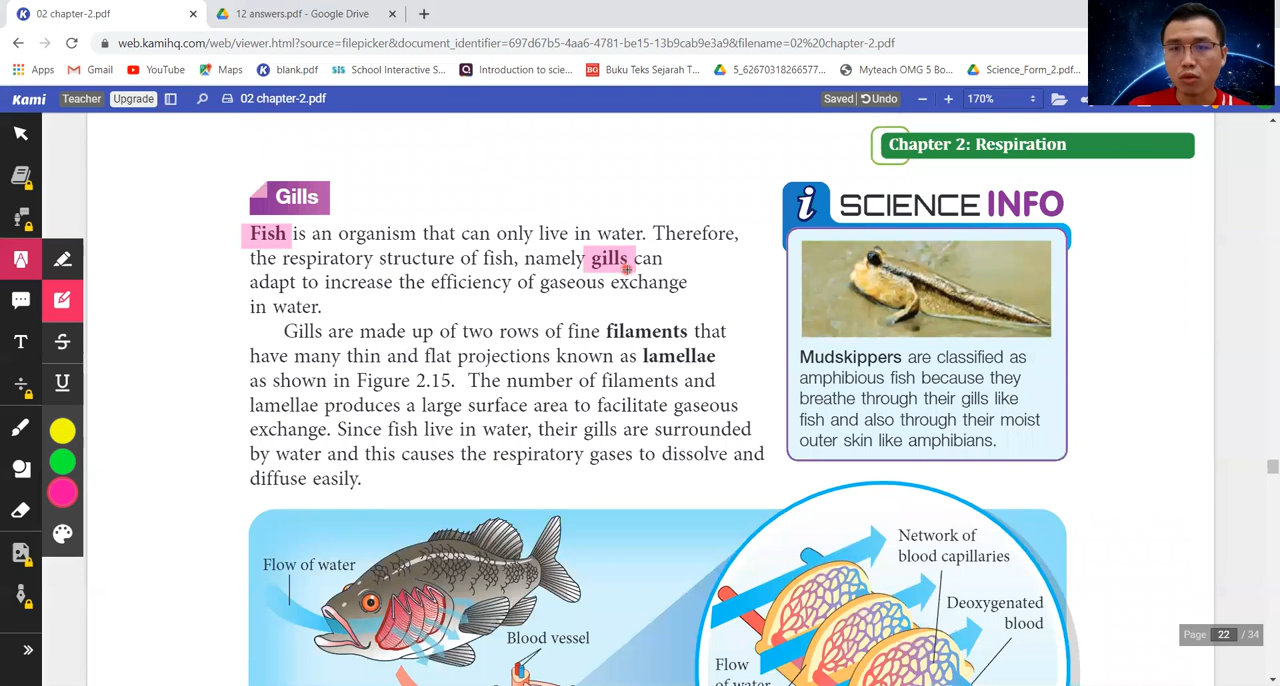 02 chapter-2.pdf
12 answers.pdf - Google Drive
web.kamihq.com/web/viewer.html?source=filepicker&document_identifier=697d67b5-4aa6-4781-be15-13b9cab9e3a9&filename=02%20chapter-2.pdf
Apps
Gmail
YouTube
Maps
blank.pdf
School Interactive S...
Introduction to scie...
Buku Teks Sejarah T...
5_62670318266577...
Myteach OMG 5 Bo...
Science_Form_2.pdf...
Kami
Teacher
Upgrade
02 chapter-2.pdf
Saved
Undo
170%
Chapter 2: Respiration
Gills
Fish is an organism that can only live in water. Therefore,
the respiratory structure of fish, namely gills can
adapt to increase the efficiency of gaseous exchange
in water.
Gills are made up of two rows of fine filaments that
have many thin and flat projections known as lamellae
as shown in Figure 2.15. The number of filaments and
lamellae produces a large surface area to facilitate gaseous
exchange. Since fish live in water, their gills are surrounded
by water and this causes the respiratory gases to dissolve and
diffuse easily.
i SCIENCE INFO
Mudskippers are classified as
amphibious fish because they
breathe through their gills like
fish and also through their moist
outer skin like amphibians.
Flow of water
Blood vessel
Network of
blood capillaries
Deoxygenated
blood
Flow
of water
Page 22 / 34